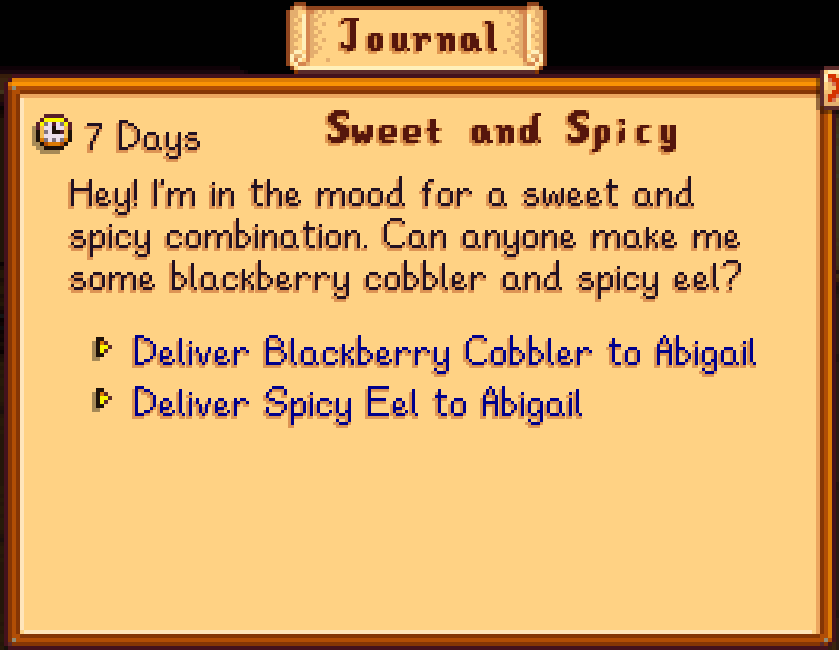 Journal
7 Days
Sweet and Spicy
Hey! I'm in the mood for a sweet and
spicy combination. Can anyone make me
some blackberry cobbler and spicy eel?
Deliver Blackberry Cobbler to Abigail
Deliver Spicy Eel to Abigail